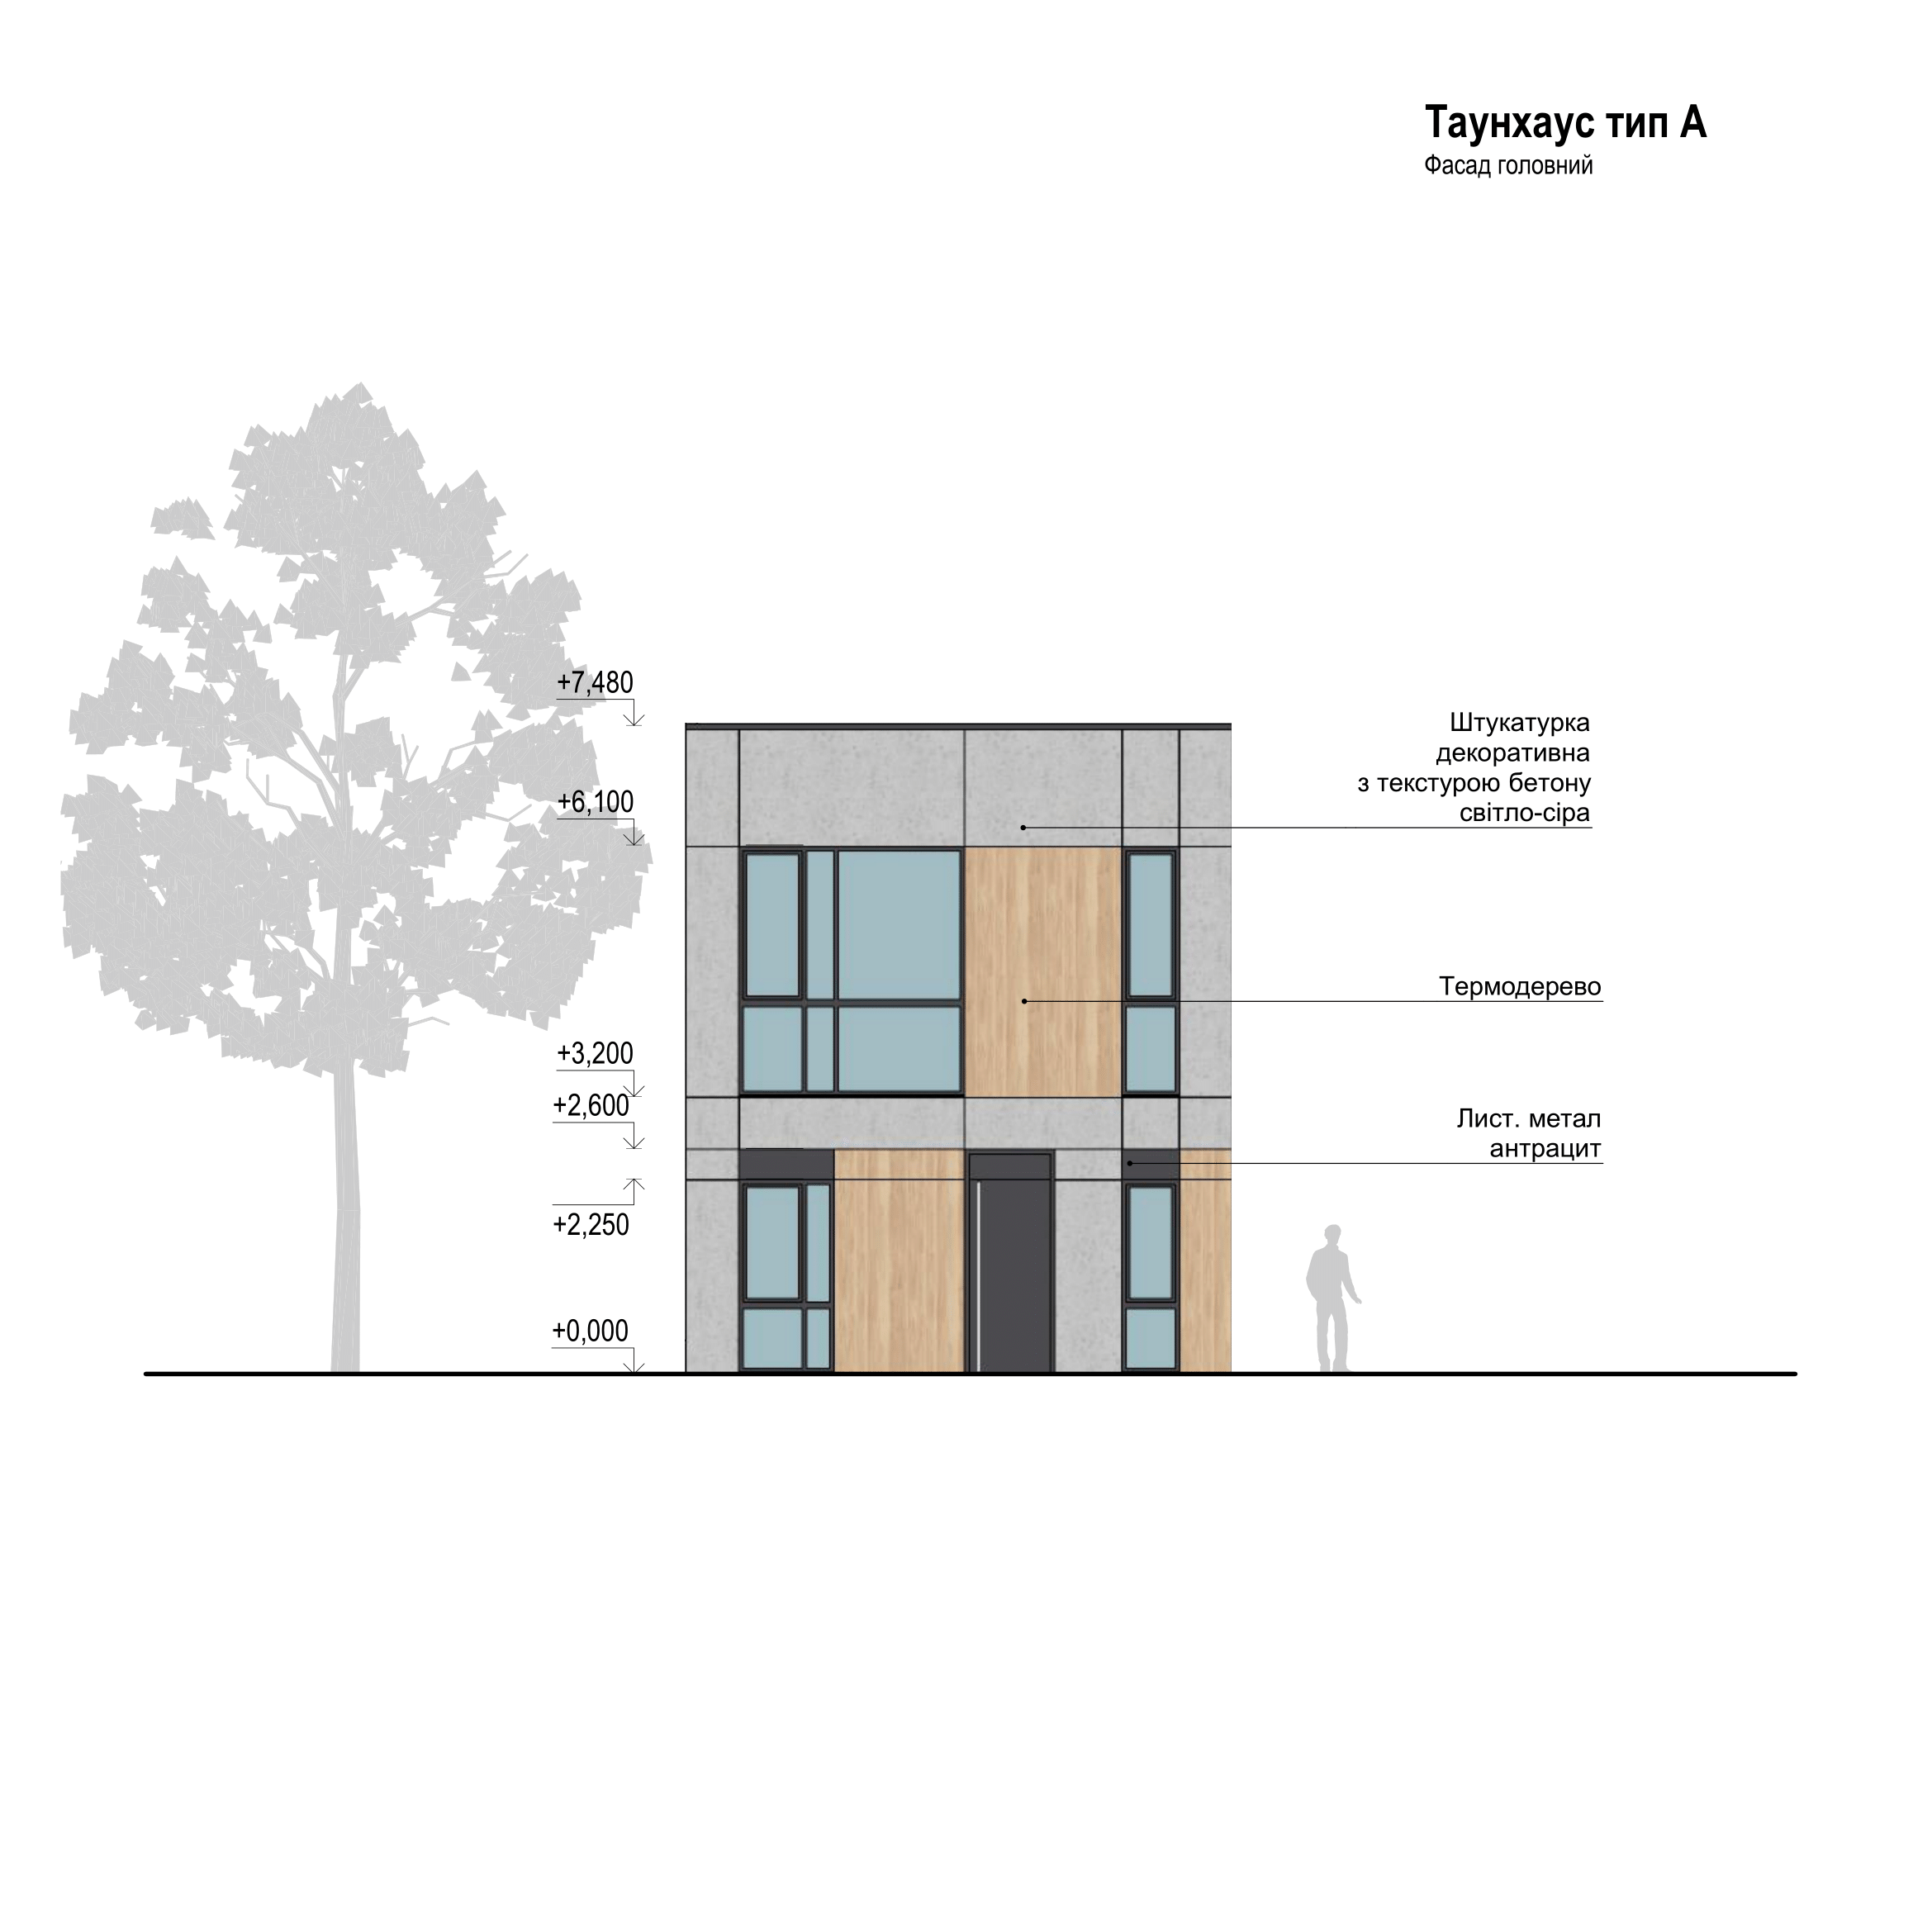 Таунхаус тип А
Фасад головний
+7,480
+6,100
+3,200
+2,600
+2,250
+0,000
Штукатурка
декоративна
з текстурою бетону
світло-сіра
Термодерево
Лист. метал
антрацит